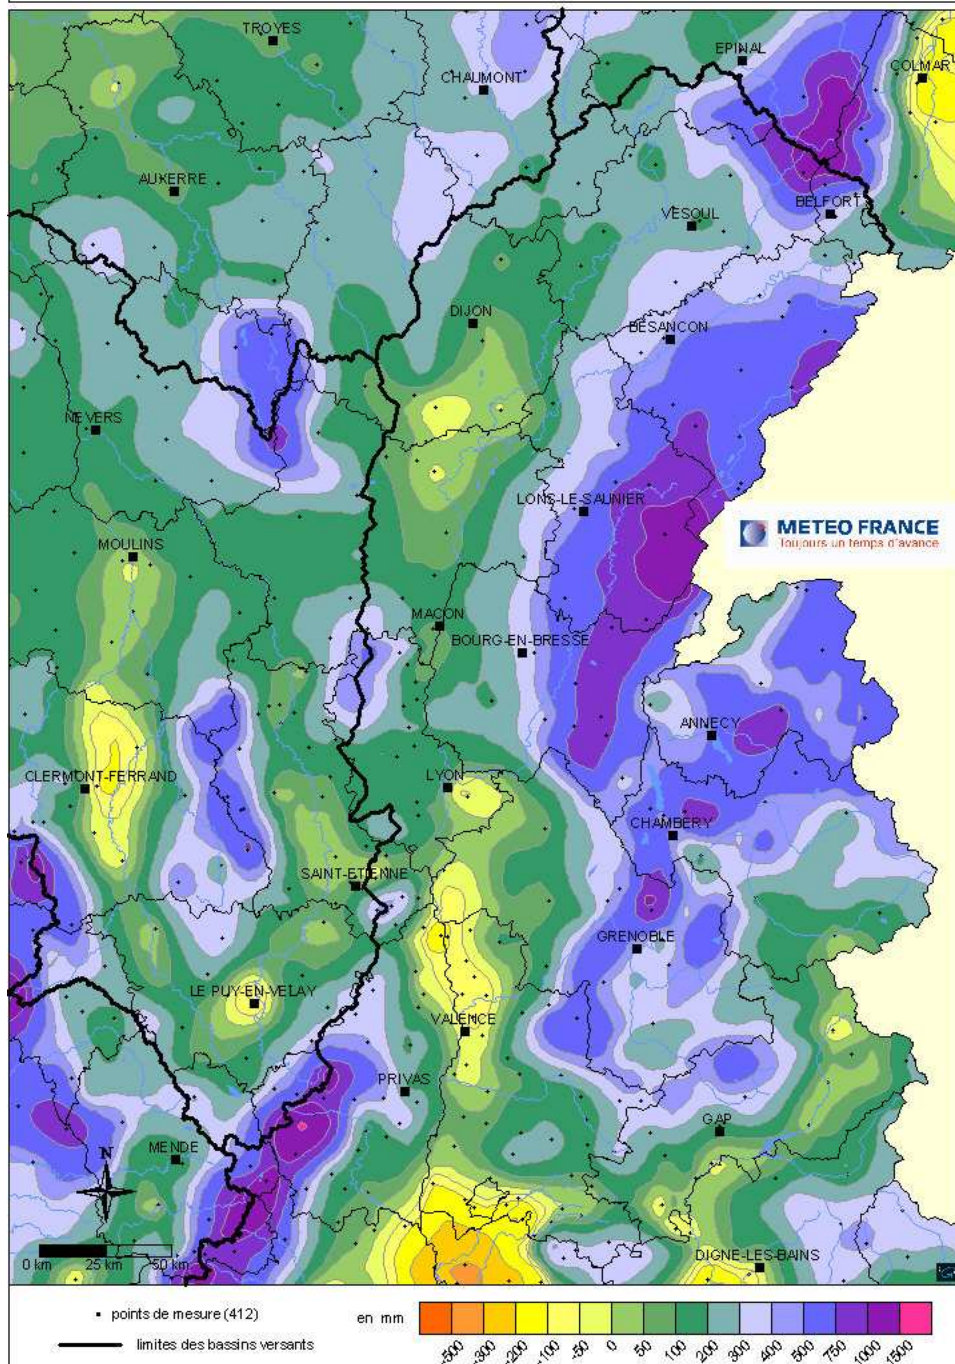 TROYES
EPINAL
COLMAR
CHAUMONT
AUXERRE
BELFORT
VESOUL
DIJON
BESANCON
NEVERS
LONS-LE-SAUNIER
METEO FRANCE
Toujours un temps d'avance
MOULINS
MACON
BOURG-EN-BRESSE
ANNECY
CLERMONT-FERRAND
LYON
CHAMBERY
SAINT-ETIENNE
GRENOBLE
LE PUY-EN-VELAY
VALENCE
PRIVAS
GAP
MENDE
N
DIGNE-LES-BAINS
0 km 25 km 50 km
points de mesure (412)
en mm
limites des bassins versants
-500 -300 -200 -100 -50 0 50 100 200 300 400 500 750 1000 1500